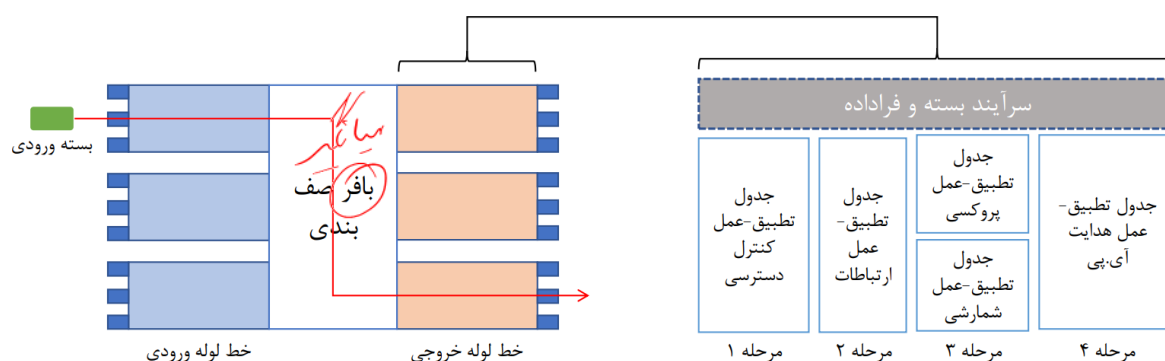 سرآیند بسته و فراداده
بسته ورودی
میانگیر
بافر صف
بندی
جدول
تطبیق-عمل
کنترل
دسترسی
جدول
تطبیق-
عمل
ارتباطات
جدول
تطبیق-عمل
پروکسی
جدول
تطبیق-عمل
شمارشی
جدول تطبیق-
عمل هدایت
آی.پی
خط لوله ورودی
خط لوله خروجی
مرحله ۱
مرحله ۲
مرحله ۳
مرحله ۴